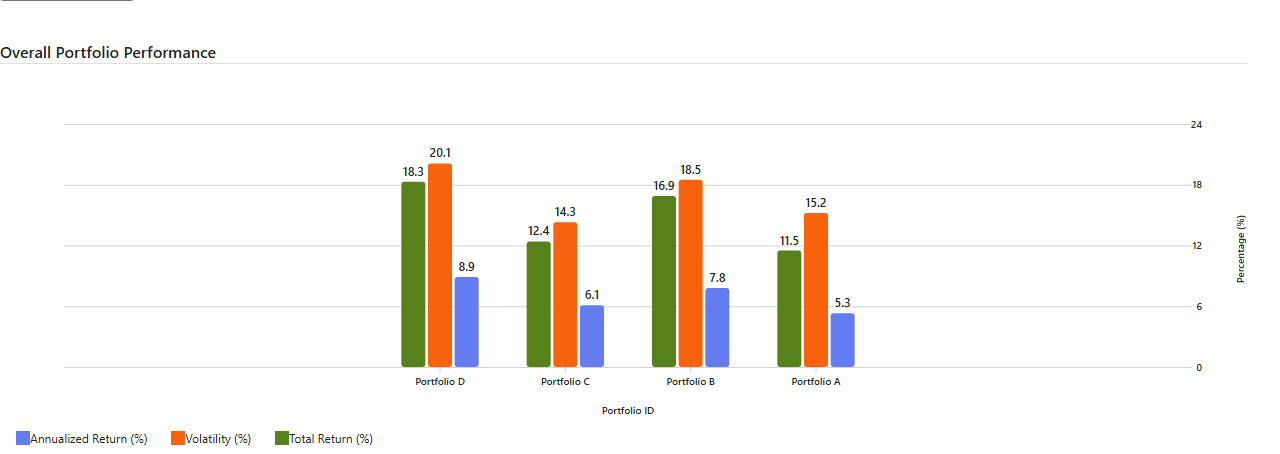 Overall Portfolio Performance
24
18
12
6
0
Percentage (%)
18.3
20.1
8.9
12.4
14.3
6.1
16.9
18.5
7.8
11.5
15.2
5.3
Portfolio D
Portfolio C
Portfolio B
Portfolio A
Portfolio ID
Annualized Return (%)
Volatility (%)
Total Return (%)